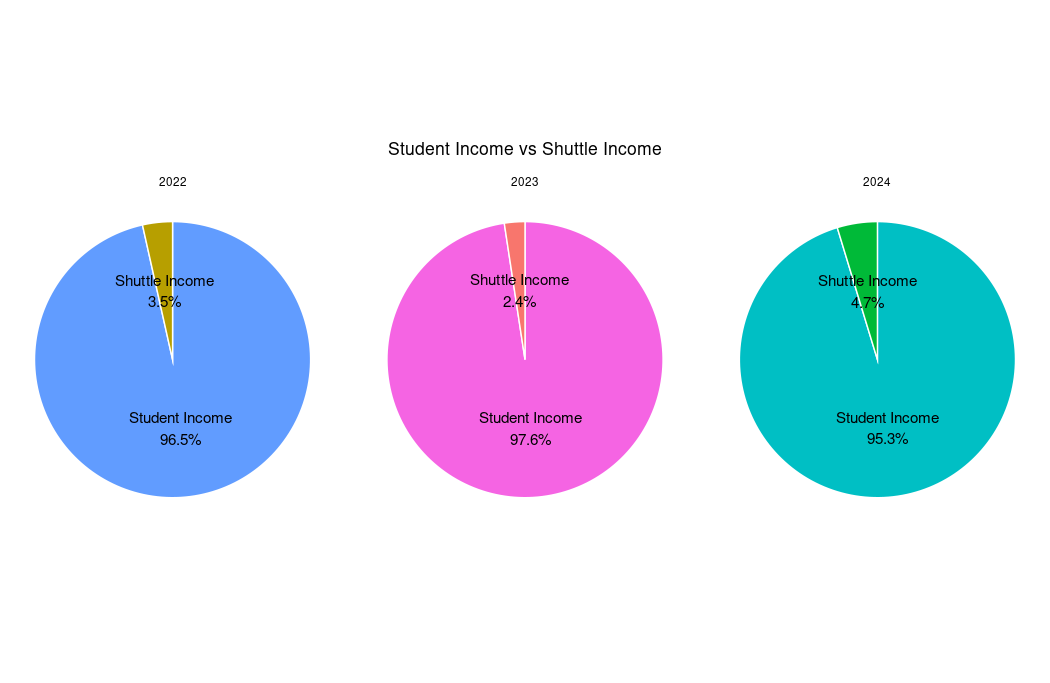 Student Income vs Shuttle Income
2022
Shuttle Income
3.5%
Student Income
96.5%
2023
Shuttle Income
2.4%
Student Income
97.6%
2024
Shuttle Income
4.7%
Student Income
95.3%